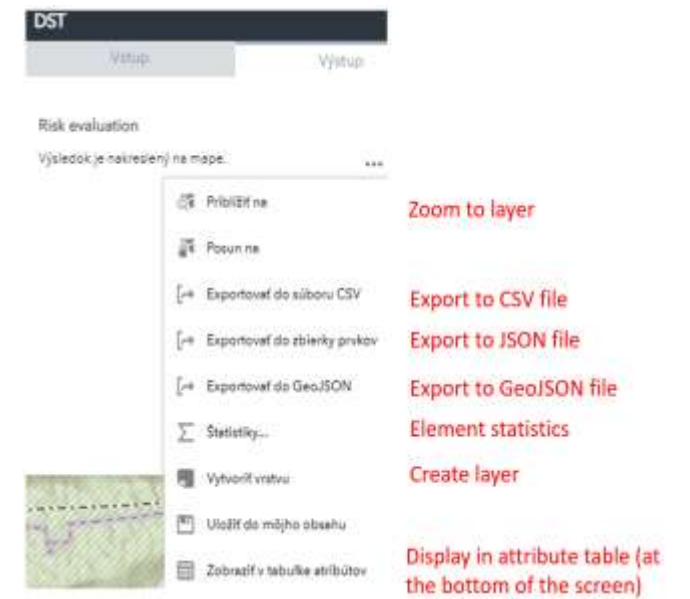 DST
Vstup Výstup
Risk evaluation
Výsledok je nakreslený na mape. ...
Priblížiť na Zoom to layer
Posun na
Exportovať do súboru CSV Export to CSV file
Exportovať do zbierky prvkov Export to JSON file
Exportovať do GeoJSON Export to GeoJSON file
Štatistiky... Element statistics
Vytvoriť vrstvu Create layer
Uložiť do môjho obsahu
Zobraziť v tabuľke atribútov Display in attribute table (at
the bottom of the screen)